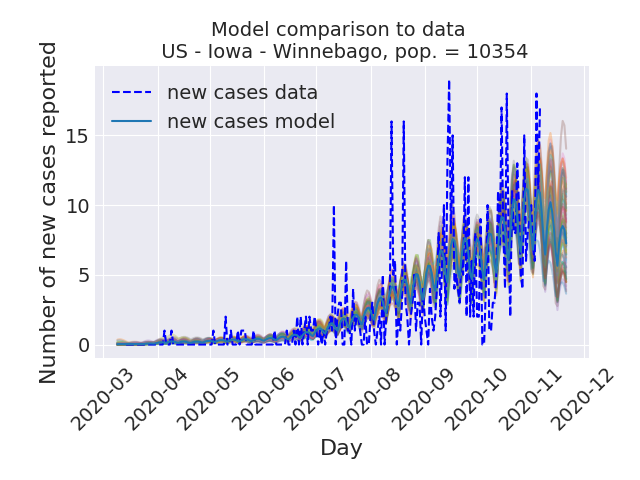 Model comparison to data
US - Iowa - Winnebago, pop. = 10354
new cases data
new cases model
Number of new cases reported
15
10
5
0
2020-03
2020-04
2020-05
2020-06
2020-07
2020-08
2020-09
2020-10
2020-11
2020-12
Day